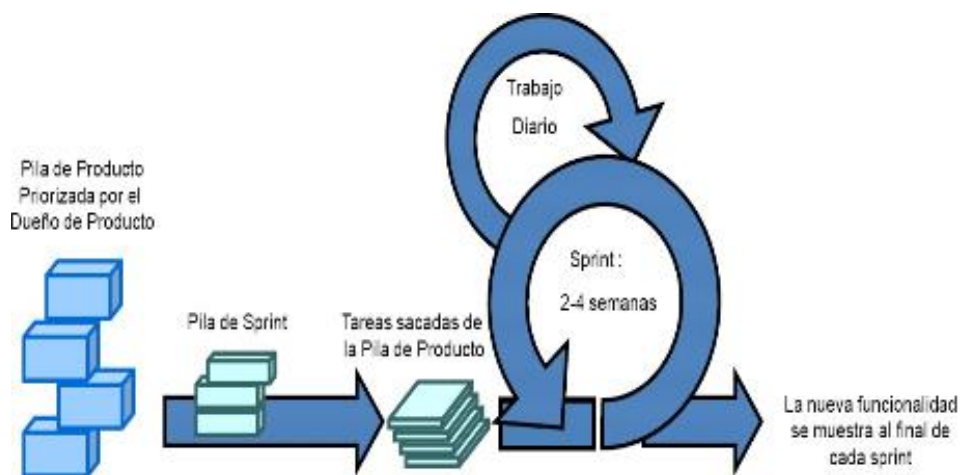 Trabajo
Diario
Pila de Producto
Priorizada por el
Dueño de Producto
Sprint :
2-4 semanas
Pila de Sprint
Tareas sacadas de
la Pila de Producto
La nueva funcionalidad
se muestra al final de
cada sprint